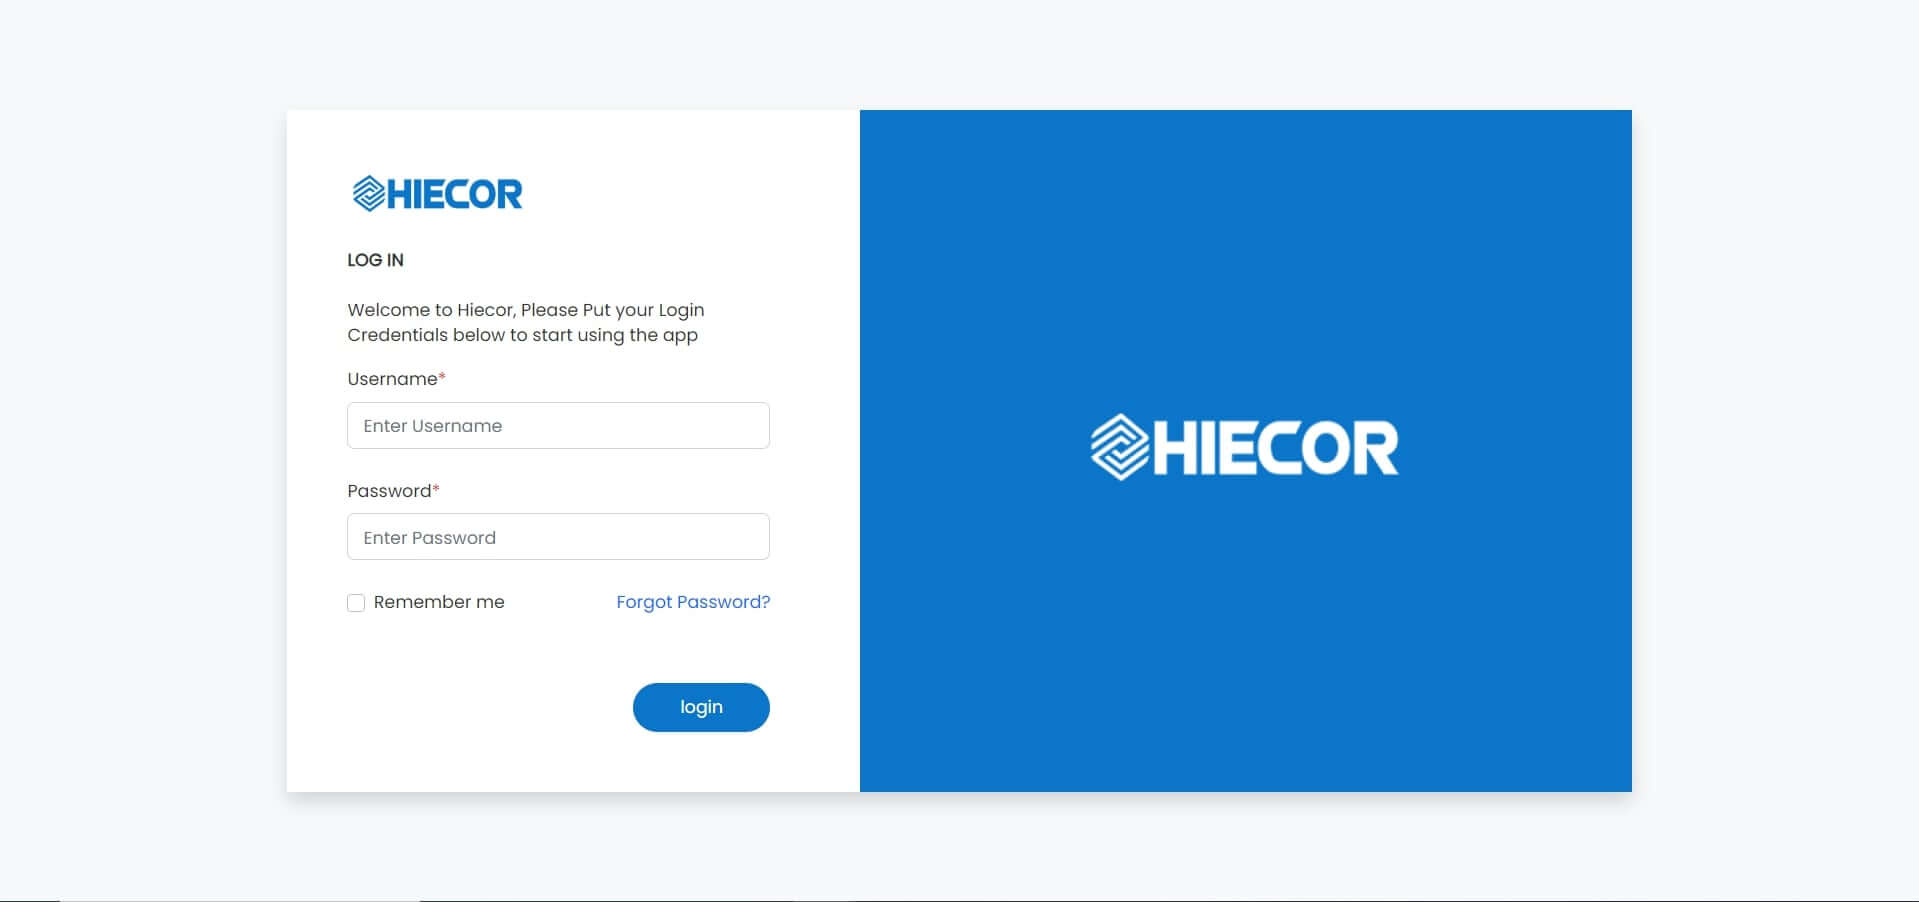 HIECOR
LOG IN
Welcome to Hiecor, Please Put your Login
Credentials below to start using the app
Username*
Enter Username
Password*
Enter Password
Remember me
Forgot Password?
login
HIECOR